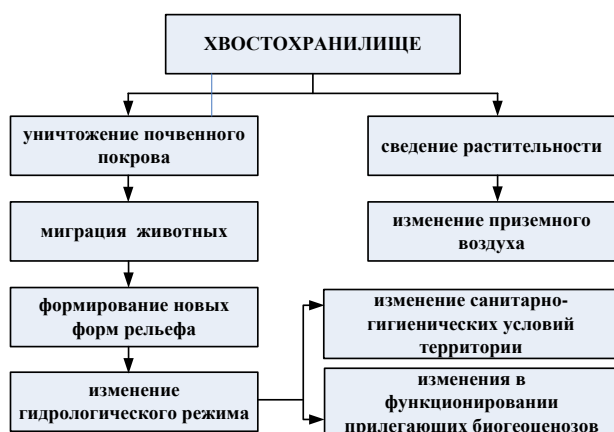 ХВОСТОХРАНИЛИЩЕ
уничтожение почвенного
покрова
сведение растительности
миграция животных
изменение приземного
воздуха
формирование новых
форм рельефа
изменение санитарно-
гигиенических условий
территории
изменение
гидрологического режима
изменения в
функционировании
прилегающих биогеоценозов